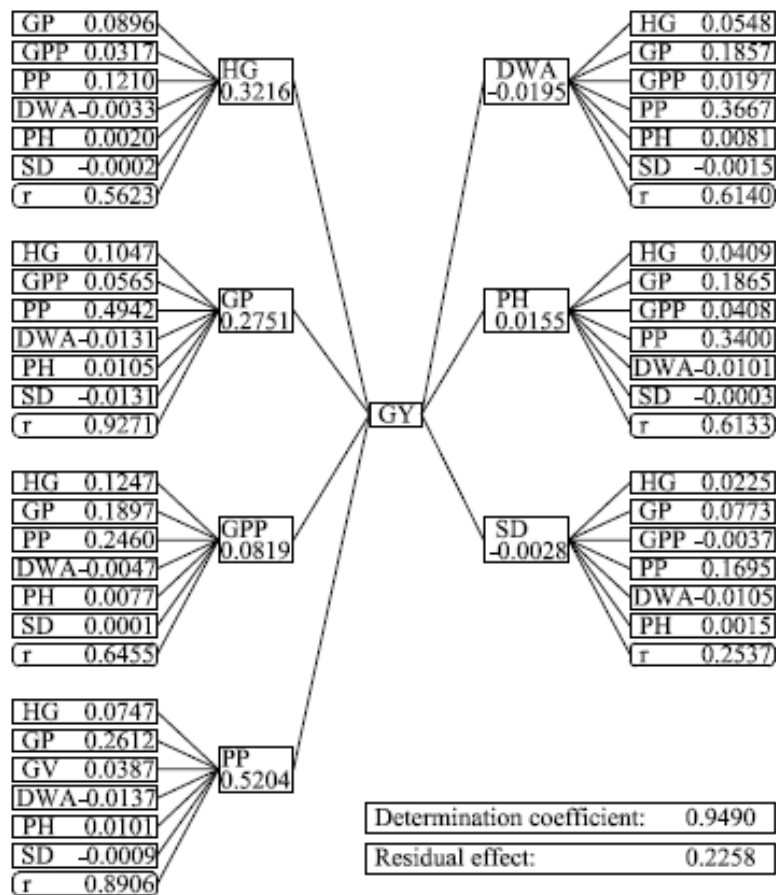 GP 0.0896
GPP 0.0317
PP 0.1210
DWA -0.0033
PH 0.0020
SD -0.0002
r 0.5623
HG
0.3216
HG 0.1047
GPP 0.0565
PP 0.4942
DWA -0.0131
PH 0.0105
SD -0.0131
r 0.9271
GP
0.2751
HG 0.1247
GP 0.1897
PP 0.2460
DWA -0.0047
PH 0.0077
SD 0.0001
r 0.6455
GPP
0.0819
HG 0.0747
GP 0.2612
GV 0.0387
DWA -0.0137
PH 0.0101
SD -0.0009
r 0.8906
PP
0.5204
GY
DWA
-0.0195
HG 0.0548
GP 0.1857
GPP 0.0197
PP 0.3667
PH 0.0081
SD -0.0015
r 0.6140
PH
0.0155
HG 0.0409
GP 0.1865
GPP 0.0408
PP 0.3400
DWA -0.0101
SD -0.0003
r 0.6133
SD
-0.0028
HG 0.0225
GP 0.0773
GPP -0.0037
PP 0.1695
DWA -0.0105
PH 0.0015
r 0.2537
Determination coefficient: 0.9490
Residual effect: 0.2258